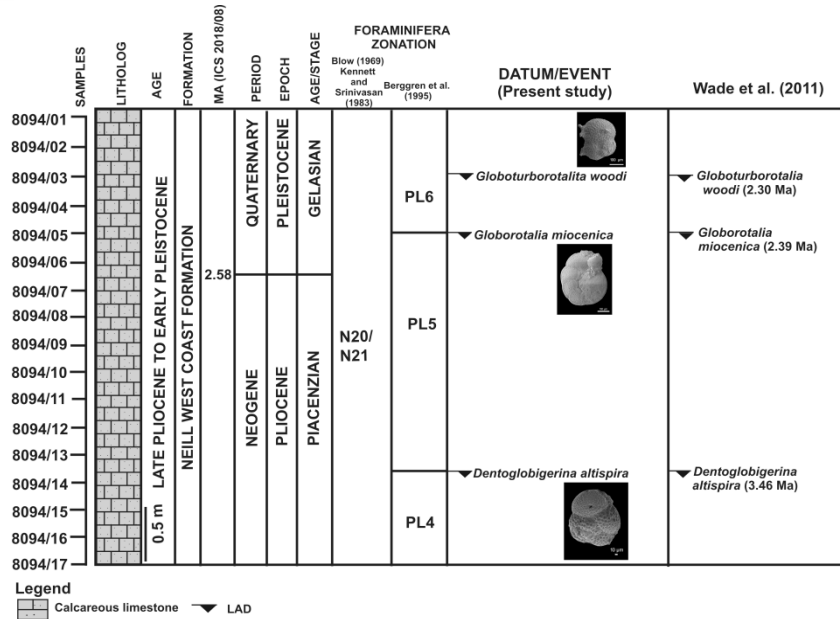 SAMPLES
LITHOLOG
AGE
FORMATION
MA (ICS 2018/08)
PERIOD
EPOCH
AGE/STAGE
FORAMINIFERA
ZONATION
Blow (1969)
Kennett
and
Srinivasan
(1983)
Berggren et al.
(1995)
DATUM/EVENT
(Present study)
Wade et al. (2011)
8094/01
8094/02
8094/03
8094/04
8094/05
8094/06
8094/07
8094/08
8094/09
8094/10
8094/11
8094/12
8094/13
8094/14
8094/15
8094/16
8094/17
0.5 m
LATE PLIOCENE TO EARLY PLEISTOCENE
NEILL WEST COAST FORMATION
2.58
QUATERNARY
NEOGENE
PLEISTOCENE
PLIOCENE
GELASIAN
PIACENZIAN
N20/
N21
PL6
PL5
PL4
Globoturborotalita woodi
Globorotalia miocenica
Dentoglobigerina altispira
10 µm
Globoturborotalia
woodi (2.30 Ma)
Globorotalia
miocenica (2.39 Ma)
Dentoglobigerina
altispira (3.46 Ma)
Legend
Calcareous limestone
LAD